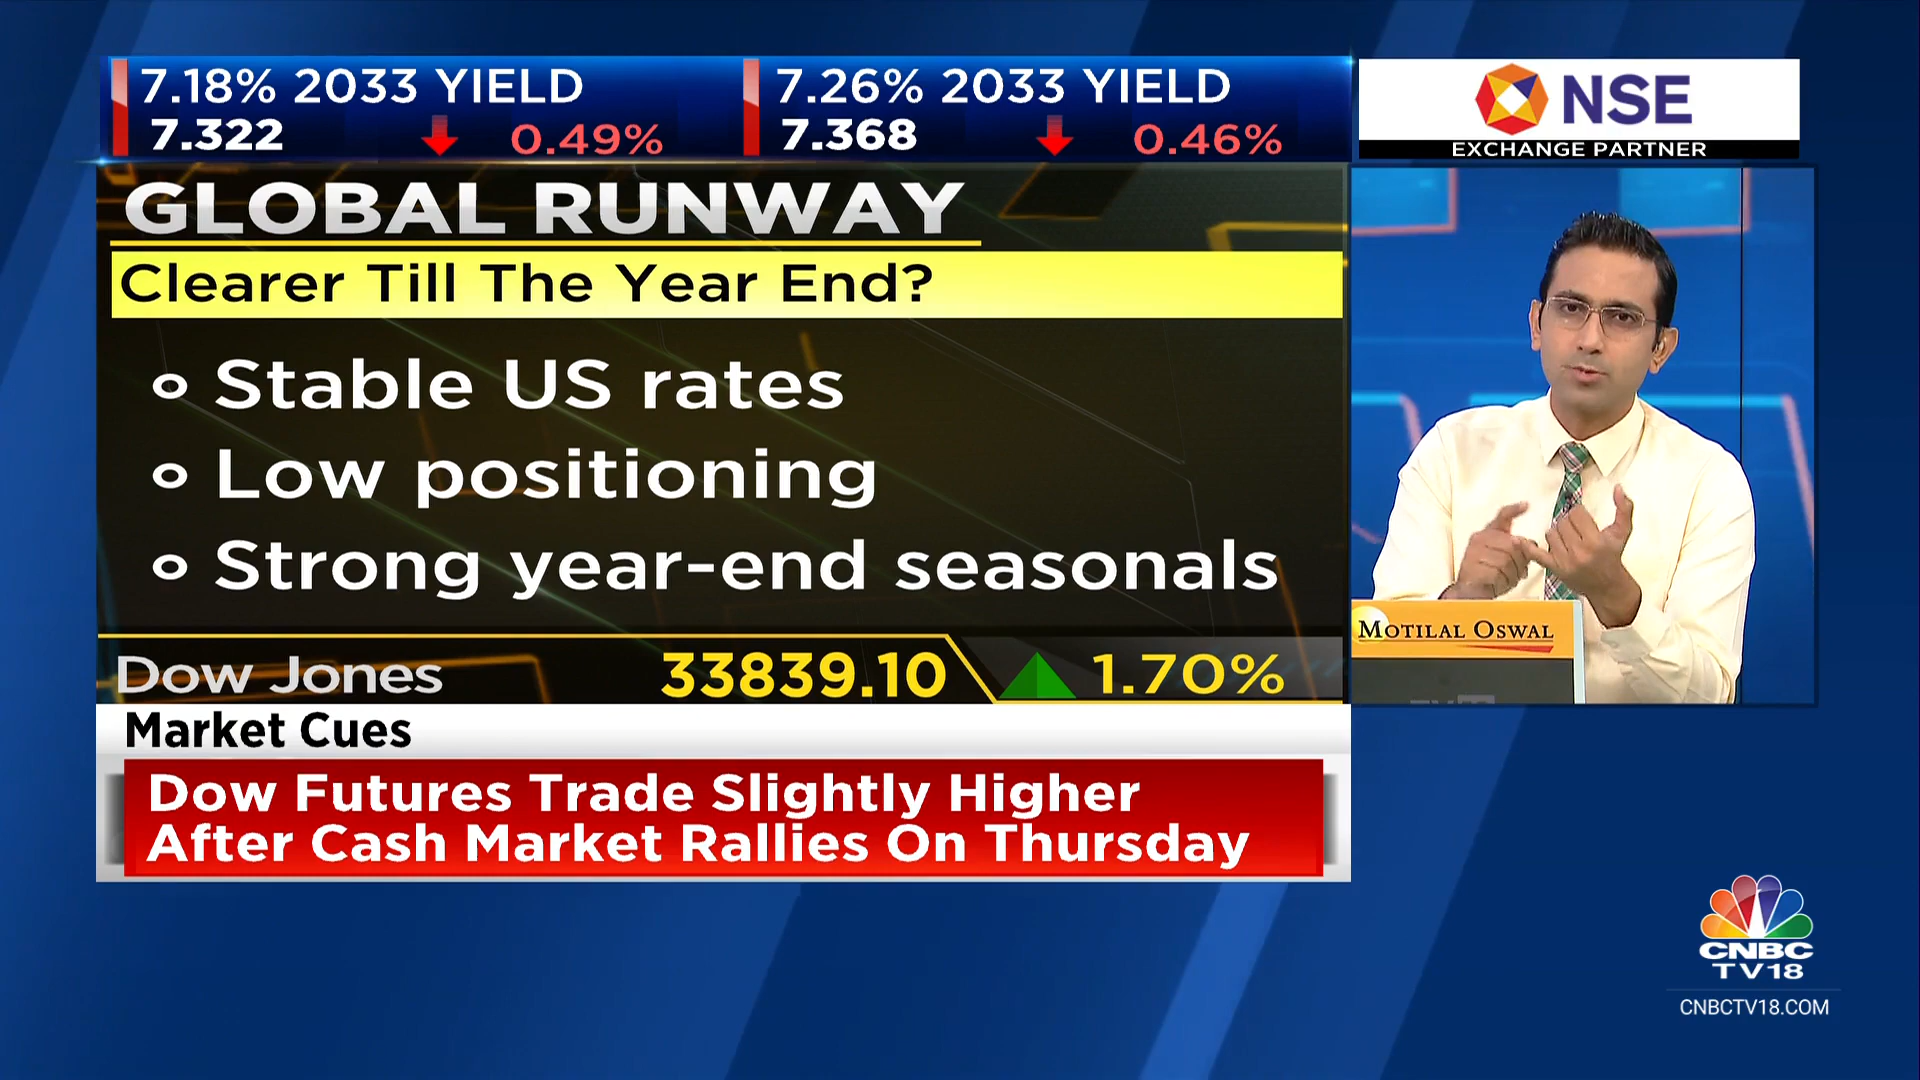 7.18% 2033 YIELD
7.322 0.49%
7.26% 2033 YIELD
7.368 0.46%
NSE
EXCHANGE PARTNER
GLOBAL RUNWAY
Clearer Till The Year End?
Stable US rates
Low positioning
Strong year-end seasonals
DOW JONES 33839.10 1.70%
MOTILAL OSWAL
Market Cues
Dow Futures Trade Slightly Higher
After Cash Market Rallies On Thursday
CNBC
TV18
CNBCTV18.COM